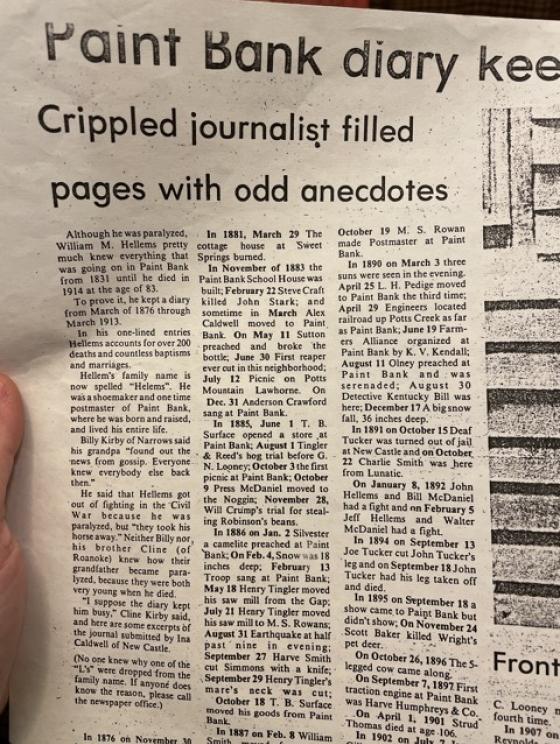 Paint Bank diary kee
Crippled journalist filled
pages with odd anecdotes
Although he was paralyzed,
William M. Hellems pretty
much knew everything that
was going on in Paint Bank
from 1831 until he died in
1914 at the age of 83.
To prove it, he kept a diary
from March of 1876 through
March 1913.
In his one-lined entries
Hellems accounts for over 200
deaths and countless baptisms
and marriages.
Hellem's family name is
now spelled "Helems". He
was a shoemaker and one time
postmaster of Paint Bank,
where he was born and raised,
and lived his entire life.
Billy Kirby of Narrows said
his grandpa "found out the
news from gossip. Everyone
knew everybody else back
then."
He said that Hellems got
out of fighting in the Civil
War because he was
paralyzed, but "they took his
horse away." Neither Billy nor
his brother Cline (of
Roanoke) knew how their
grandfather became para-
lyzed, because they were both
very young when he died.
"I suppose the diary kept
him busy," Cline Kirby said,
and here are some excerpts of
the journal submitted by Ina
Caldwell of New Castle.
(No one knew why one of the
"L's" were dropped from the
family name. If anyone does
know the reason, please call
the newspaper office.)
In 1876 on November 30
In 1881, March 29 The
cottage house at Sweet
Springs burned.
In November of 1883 the
Paint Bank School House was
built; February 22 Steve Craft
killed John Stark; and
sometime in March Alex
Caldwell moved to Paint
Bank. On May 11 Sutton
preached and broke the
bottle; June 30 First reaper
ever cut in this neighborhood;
July 12 Picnic on Potts
Mountain Lawhorne. On
Dec. 31 Anderson Crawford
sang at Paint Bank.
In 1885, June 1 T. B.
Surface opened a store at
Paint Bank; August 1 Tingler
& Reed's hog trial before G.
N. Looney; October 3 the first
picnic at Paint Bank; October
9 Press McDaniel moved to
the Noggin; November 28,
Will Crump's trial for steal-
ing Robinson's beans.
In 1886 on Jan. 2 Silvester
a camelite preached at Paint
Bank; On Feb. 4, Snow was 18
inches deep; February 13
Troop sang at Paint Bank;
May 18 Henry Tingler moved
his saw mill from the Gap;
July 21 Henry Tingler moved
his saw mill to M. S. Rowans;
August 31 Earthquake at half
past nine in evening;
September 27 Harve Smith
cut Simmons with a knife;
September 29 Henry Tingler's
mare's neck was cut;
October 18 T. B. Surface
moved his goods from Paint
Bank.
In 1887 on Feb. 8 William
October 19 M. S. Rowan
made Postmaster at Paint
Bank.
In 1890 on March 3 three
suns were seen in the evening.
April 25 L. H. Pedige moved
to Paint Bank the third time;
April 29 Engineers located
railroad up Potts Creek as far
as Paint Bank; June 19 Farm-
ers Alliance organized at
Paint Bank by K. V. Kendall;
August 11 Olney preached at
Paint Bank and was
serenaded; August 30
Detective Kentucky Bill was
here; December 17 A big snow
fall, 36 inches deep.
In 1891 on October 15 Deaf
Tucker was turned out of jail
at New Castle and on October
22 Charlie Smith was here
from Lunatic.
On January 8, 1892 John
Hellems and Bill McDaniel
had a fight and on February 5
Jeff Hellems and Walter
McDaniel had a fight.
In 1894 on September 13
Joe Tucker cut John Tucker's
leg and on September 18 John
Tucker had his leg taken off
and died.
In 1895 on September 18 a
show came to Paint Bank but
didn't show; On November 24
Scott Baker killed Wright's
pet deer.
On October 26, 1896 The 5-
legged cow came along.
On September 7, 1897 First
traction engine at Paint Bank
was Harve Humphreys & Co.
On April 1, 1901 Strud
Thomas died at age 106.
In 1902 on July
Front
C. Looney
fourth time.
In 1907